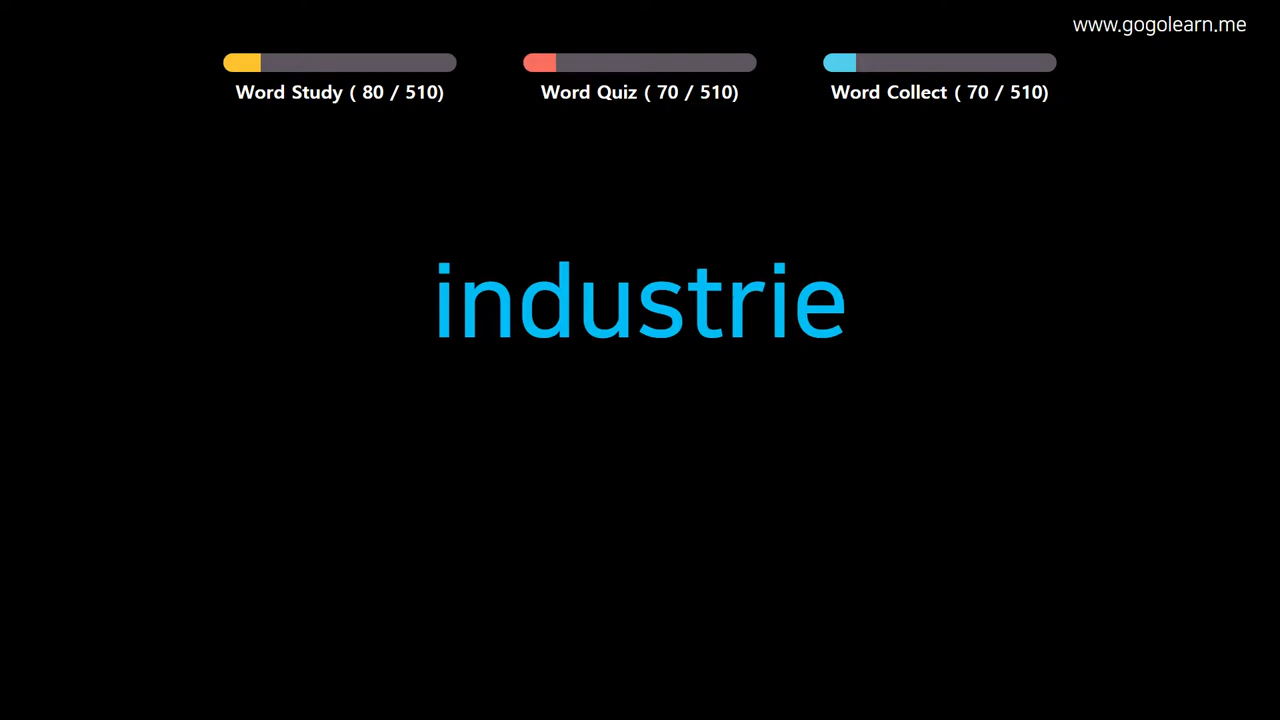 www.gogolearn.me
Word Study ( 80 / 510)
Word Quiz ( 70 / 510)
Word Collect ( 70 / 510)
industrie